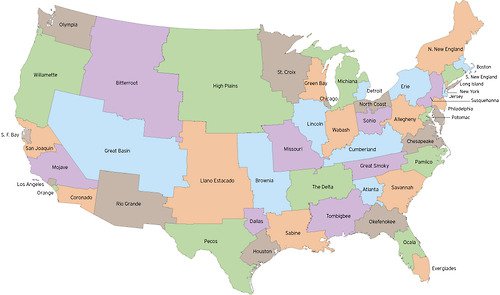 Olympia
Willamette
Bitterroot
High Plains
St. Croix
Green Bay
Michiana
Chicago
Detroit
N. New England
Boston
S. New England
Long Island
New York
Jersey
Susquehanna
Philadelphia
Potomac
Erie
Allegheny
North Coast
Sohio
Wabash
Lincoln
Missouri
Cumberland
Chesapeake
Pamlico
Great Smoky
Savannah
Atlanta
Tombigbee
Okefenokee
Ocala
Everglades
The Delta
Sabine
Houston
Dallas
Pecos
Brownia
Llano Estacado
Rio Grande
Great Basin
S. F. Bay
San Joaquin
Mojave
Los Angeles
Orange
Coronado